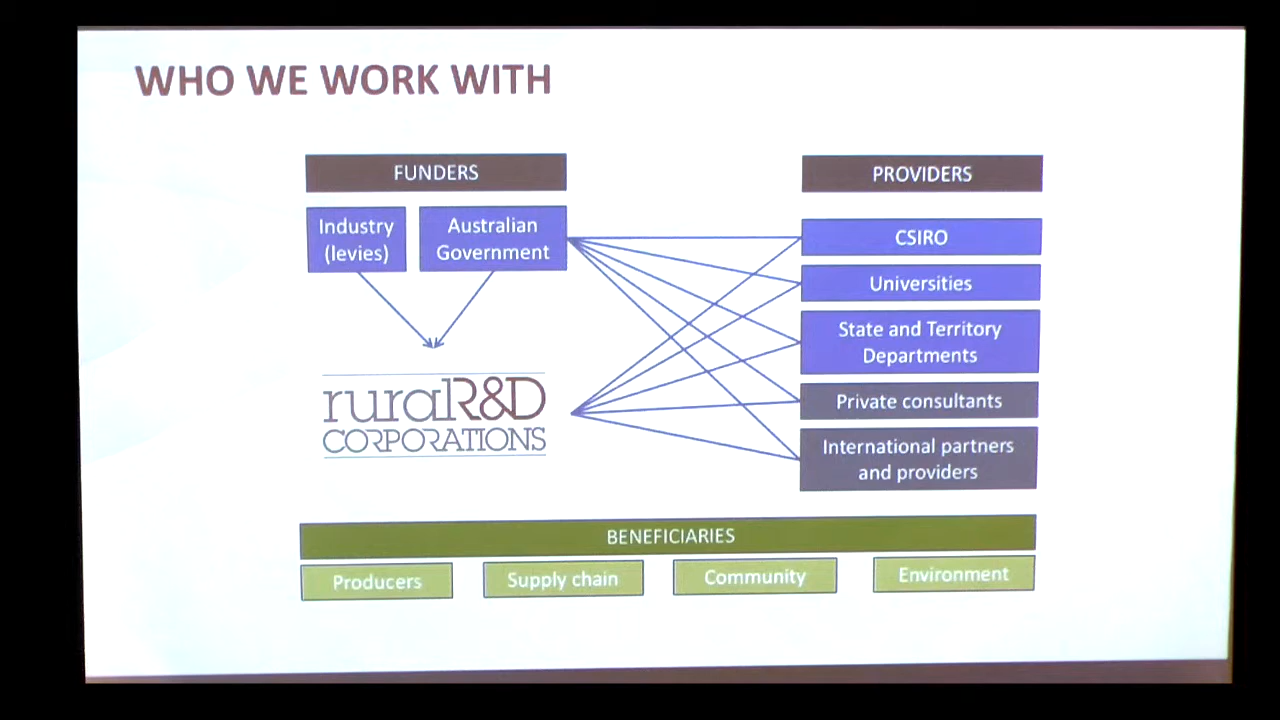 WHO WE WORK WITH
FUNDERS
Industry
(levies)
Australian
Government
ruralR&D
CORPORATIONS
PROVIDERS
CSIRO
Universities
State and Territory
Departments
Private consultants
International partners
and providers
BENEFICIARIES
Producers
Supply chain
Community
Environment